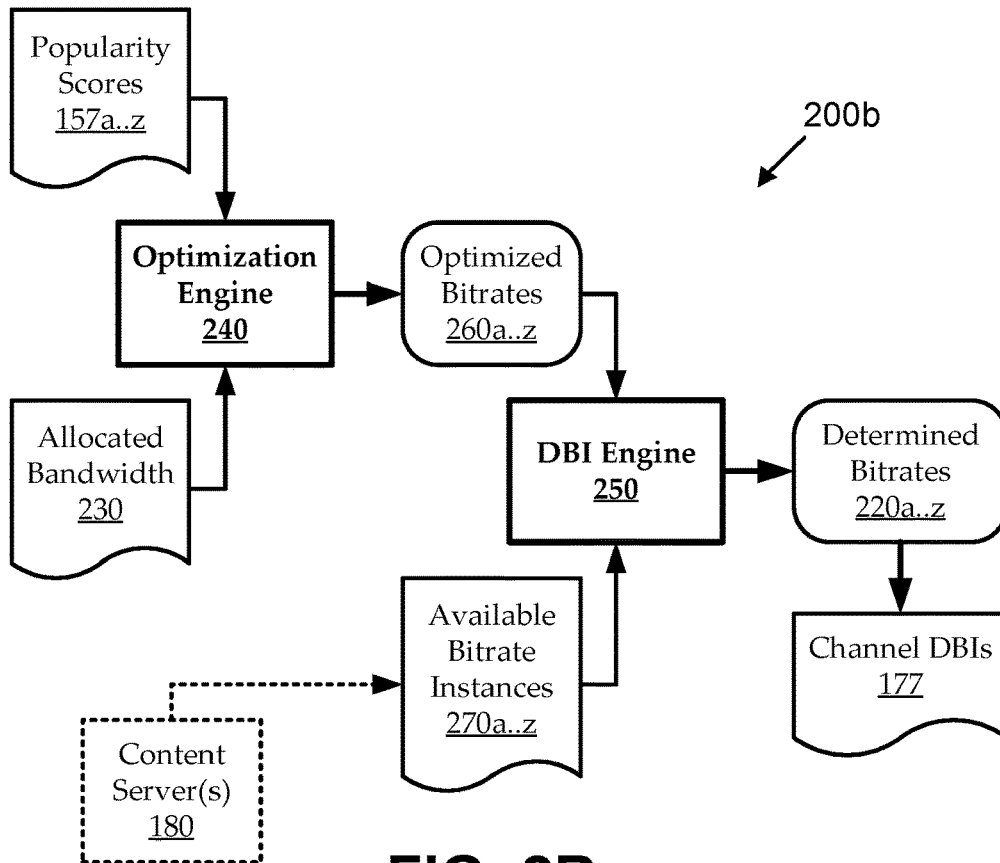 Popularity
Scores
157a..z
200b
Optimization
Engine
240
Optimized
Bitrates
260a..z
Allocated
Bandwidth
230
DBI Engine
250
Determined
Bitrates
220a..z
Available
Bitrate
Instances
270a..z
Channel DBIs
177
Content
Server(s)
180